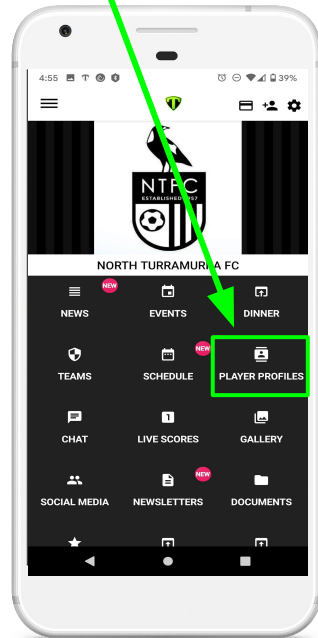 4:55
39%
NTFC
ESTABLISHED 1957
NORTH TURRAMURRA FC
NEW
NEWS
EVENTS
DINNER
NEW
TEAMS
SCHEDULE
PLAYER PROFILES
CHAT
1
LIVE SCORES
GALLERY
NEW
SOCIAL MEDIA
NEWSLETTERS
DOCUMENTS